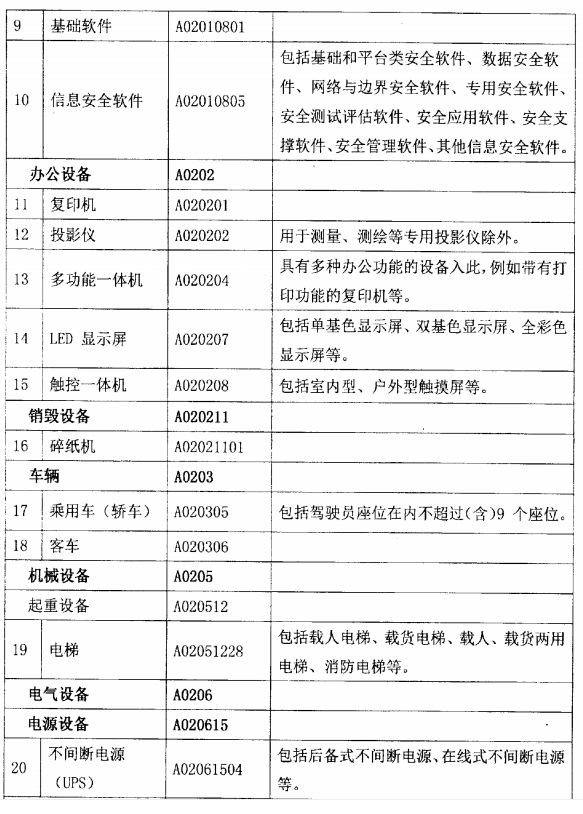 9 基础软件 A02010801
包括基础和平台类安全软件、数据安全软
件、网络与边界安全软件、专用安全软件、
10 信息安全软件 A02010805 安全测试评估软件、安全应用软件、安全支
撑软件、安全管理软件、其他信息安全软件。
办公设备 A0202
11 复印机 A020201
12 投影仪 A020202 用于测量、测绘等专用投影仪除外。
13 多功能一体机 A020204 具有多种办公功能的设备入此,例如带有打
印功能的复印机等。
14 LED 显示屏 A020207 包括单基色显示屏、双基色显示屏、全彩色
显示屏等。
15 触控一体机 A020208 包括室内型、户外型触摸屏等。
销毁设备 A020211
16 碎纸机 A02021101
车辆 A0203
17 乘用车（轿车） A020305 包括驾驶员座位在内不超过(含)9 个座位。
18 客车 A020306
机械设备 A0205
起重设备 A020512
19 电梯 A02051228 包括载人电梯、载货电梯、载人、载货两用
电梯、消防电梯等。
电气设备 A0206
电源设备 A020615
20 不间断电源 A02061504 包括后备式不间断电源、在线式不间断电源
（UPS） 等。